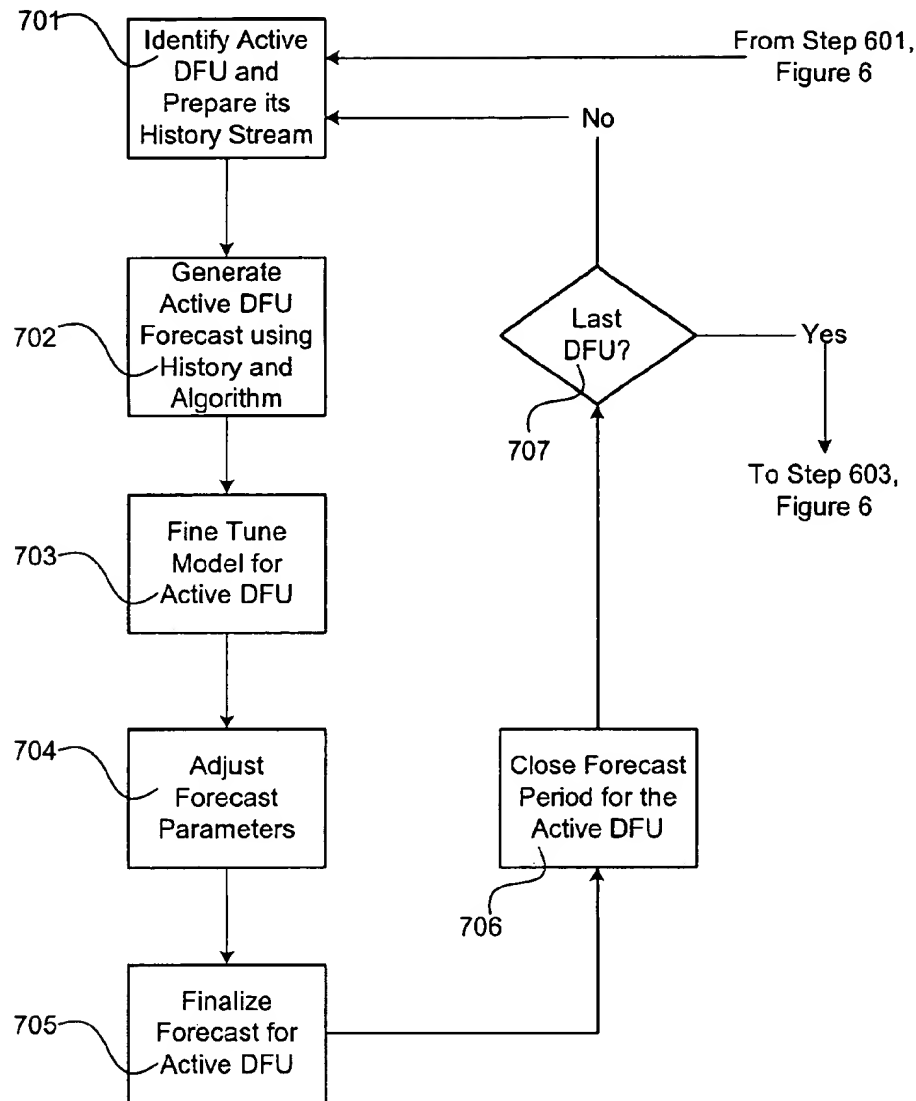 701
Identify Active
DFU and
Prepare its
History Stream
From Step 601,
Figure 6
No
702
Generate
Active DFU
Forecast using
History and
Algorithm
Last
DFU?
707
Yes
To Step 603,
Figure 6
703
Fine Tune
Model for
Active DFU
704
Adjust
Forecast
Parameters
Close Forecast
Period for the
Active DFU
706
705
Finalize
Forecast for
Active DFU